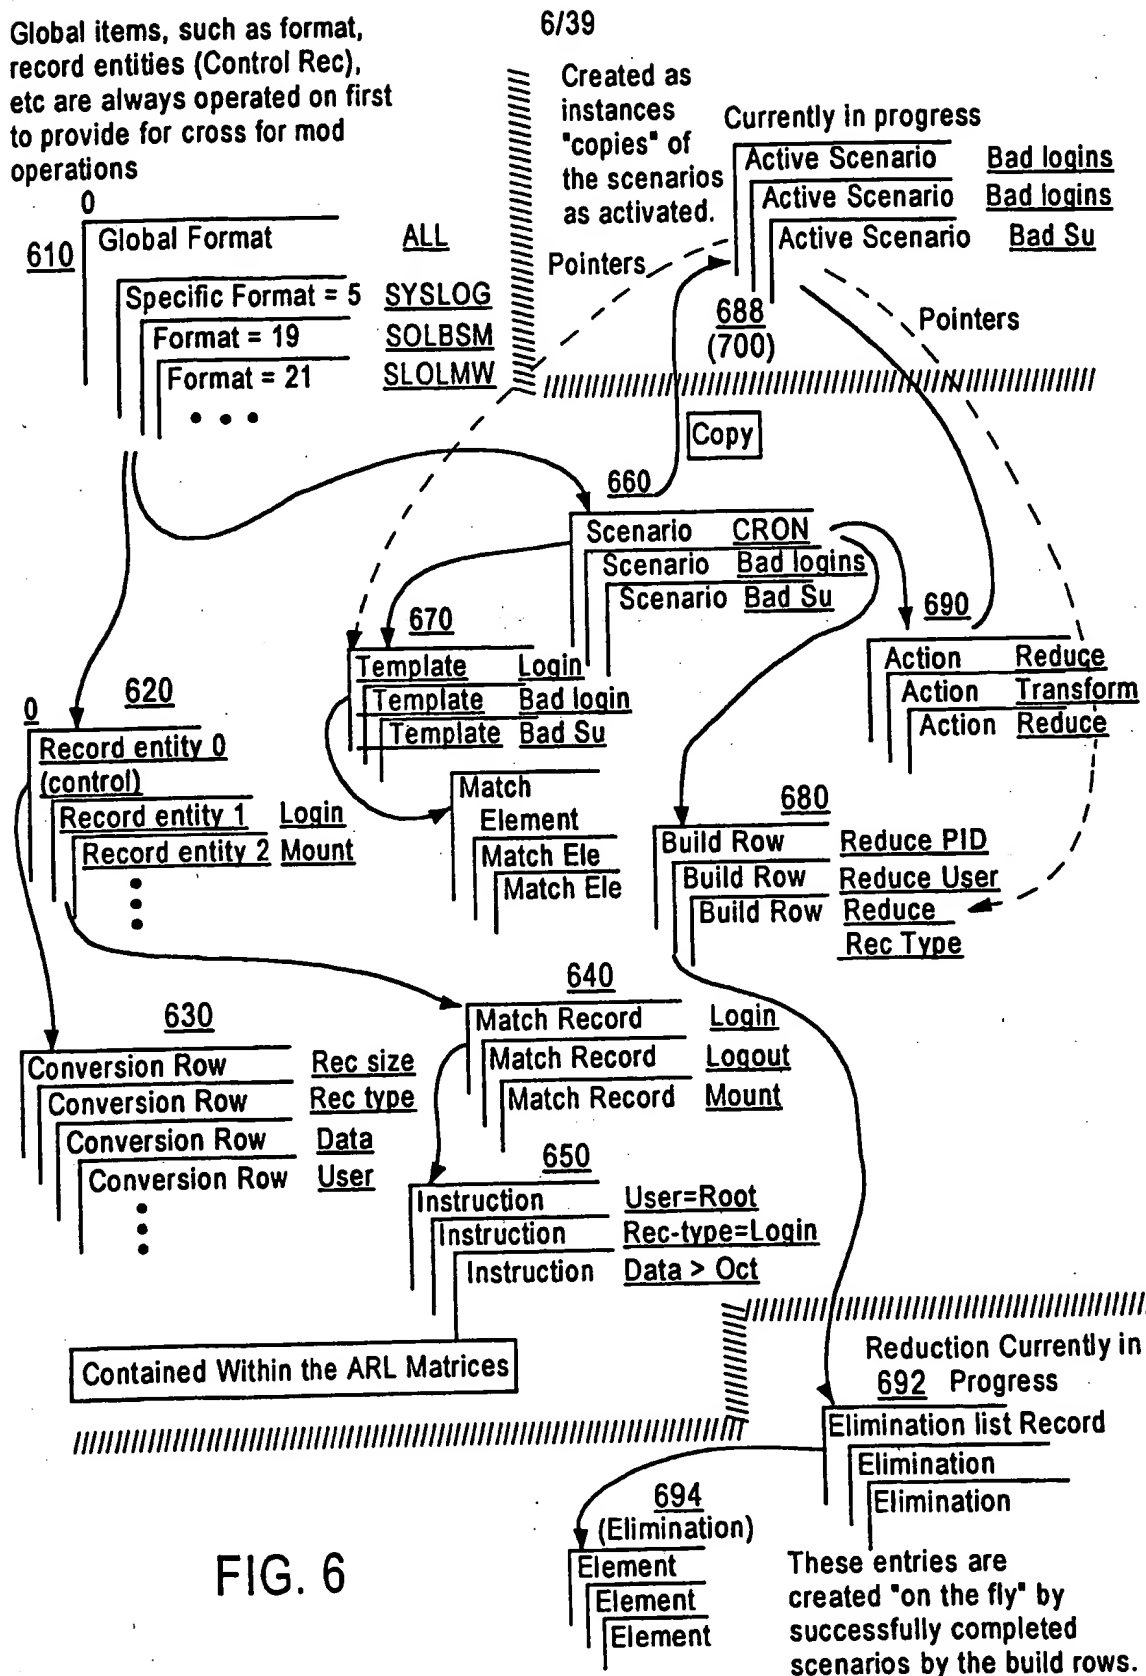 6/39
Global items, such as format,
record entities (Control Rec),
etc are always operated on first
to provide for cross for mod
operations
Created as
instances
"copies" of
the scenarios
as activated.
Currently in progress
Active Scenario Bad logins
Active Scenario Bad logins
Active Scenario Bad Su
Pointers
688
(700)
Pointers
0
610
Global Format ALL
Specific Format = 5 SYSLOG
Format = 19 SOLBSM
Format = 21 SLOLMW
Copy
660
Scenario CRON
Scenario Bad logins
Scenario Bad Su
670
Template Login
Template Bad login
Template Bad Su
690
Action Reduce
Action Transform
Action Reduce
0
620
Record entity 0
(control)
Record entity 1 Login
Record entity 2 Mount
Match
Element
Match Ele
Match Ele
680
Build Row Reduce PID
Build Row Reduce User
Build Row Reduce
Rec Type
630
Conversion Row Rec size
Conversion Row Rec type
Conversion Row Data
Conversion Row User
640
Match Record Login
Match Record Logout
Match Record Mount
650
Instruction User=Root
Instruction Rec-type=Login
Instruction Data > Oct
Contained Within the ARL Matrices
Reduction Currently in
692 Progress
Elimination list Record
Elimination
Elimination
694
(Elimination)
Element
Element
Element
These entries are
created "on the fly" by
successfully completed
scenarios by the build rows.
FIG. 6